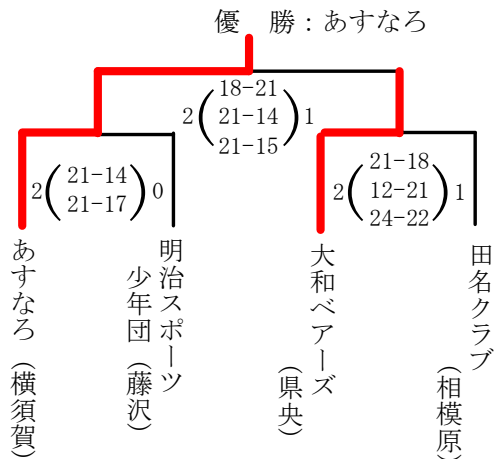 優　勝：あすなろ
18-21
2(21-14)1
21-15
21-14
2(21-17)0
21-18
2(12-21)1
24-22
あすなろ（横須賀）
明治スポーツ
少年団（藤沢）
大和ベアーズ
（県央）
田名クラブ
（相模原）